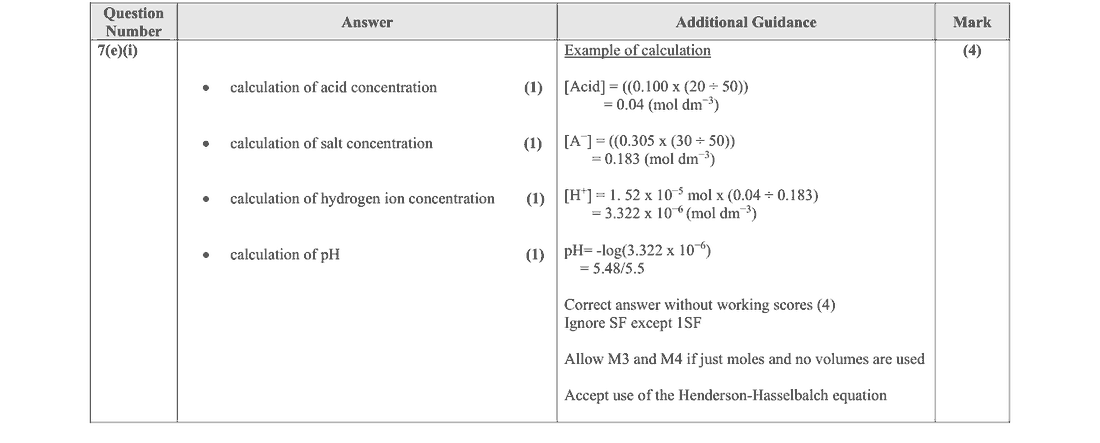 Question Number Answer Additional Guidance Mark
7(e)(i) Example of calculation (4)
• calculation of acid concentration (1) [Acid] = ((0.100 x (20 ÷ 50))
= 0.04 (mol dm⁻³)
• calculation of salt concentration (1) [A⁻] = ((0.305 x (30 ÷ 50))
= 0.183 (mol dm⁻³)
• calculation of hydrogen ion concentration (1) [H⁺] = 1. 52 x 10⁻⁵ mol x (0.04 ÷ 0.183)
= 3.322 x 10⁻⁶ (mol dm⁻³)
• calculation of pH (1) pH= -log(3.322 x 10⁻⁶)
= 5.48/5.5
Correct answer without working scores (4)
Ignore SF except 1SF
Allow M3 and M4 if just moles and no volumes are used
Accept use of the Henderson-Hasselbalch equation